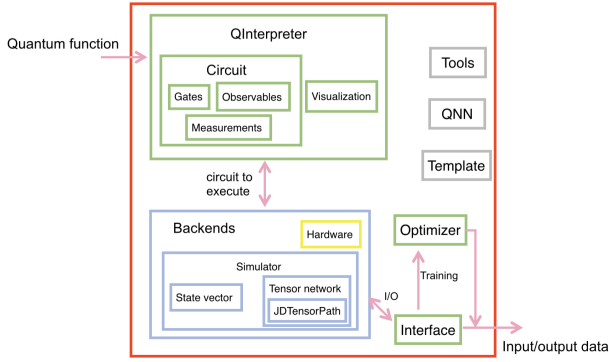 Quantum function
QInterpreter
Circuit
Gates
Observables
Measurements
Visualization
Tools
QNN
Template
circuit to
execute
Backends
Hardware
Simulator
State vector
Tensor network
JDTensorPath
Optimizer
Training
I/O
Interface
Input/output data